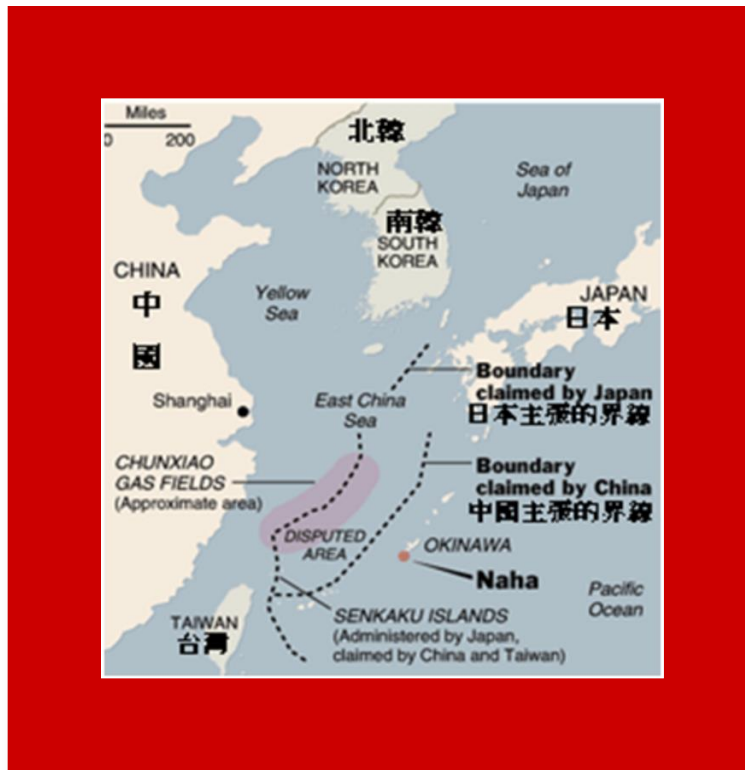 Miles
0 200
北韓
NORTH
KOREA
Sea of
Japan
南韓
SOUTH
KOREA
CHINA
中
國
Yellow
Sea
JAPAN
日本
Boundary
claimed by Japan
日本主張的界線
Shanghai
East China
Sea
CHUNXIAO
GAS FIELDS
(Approximate area)
Boundary
claimed by China
中國主張的界線
DISPUTED
AREA
OKINAWA
Naha
Pacific
Ocean
TAIWAN
台灣
SENKAKU ISLANDS
(Administered by Japan,
claimed by China and Taiwan)